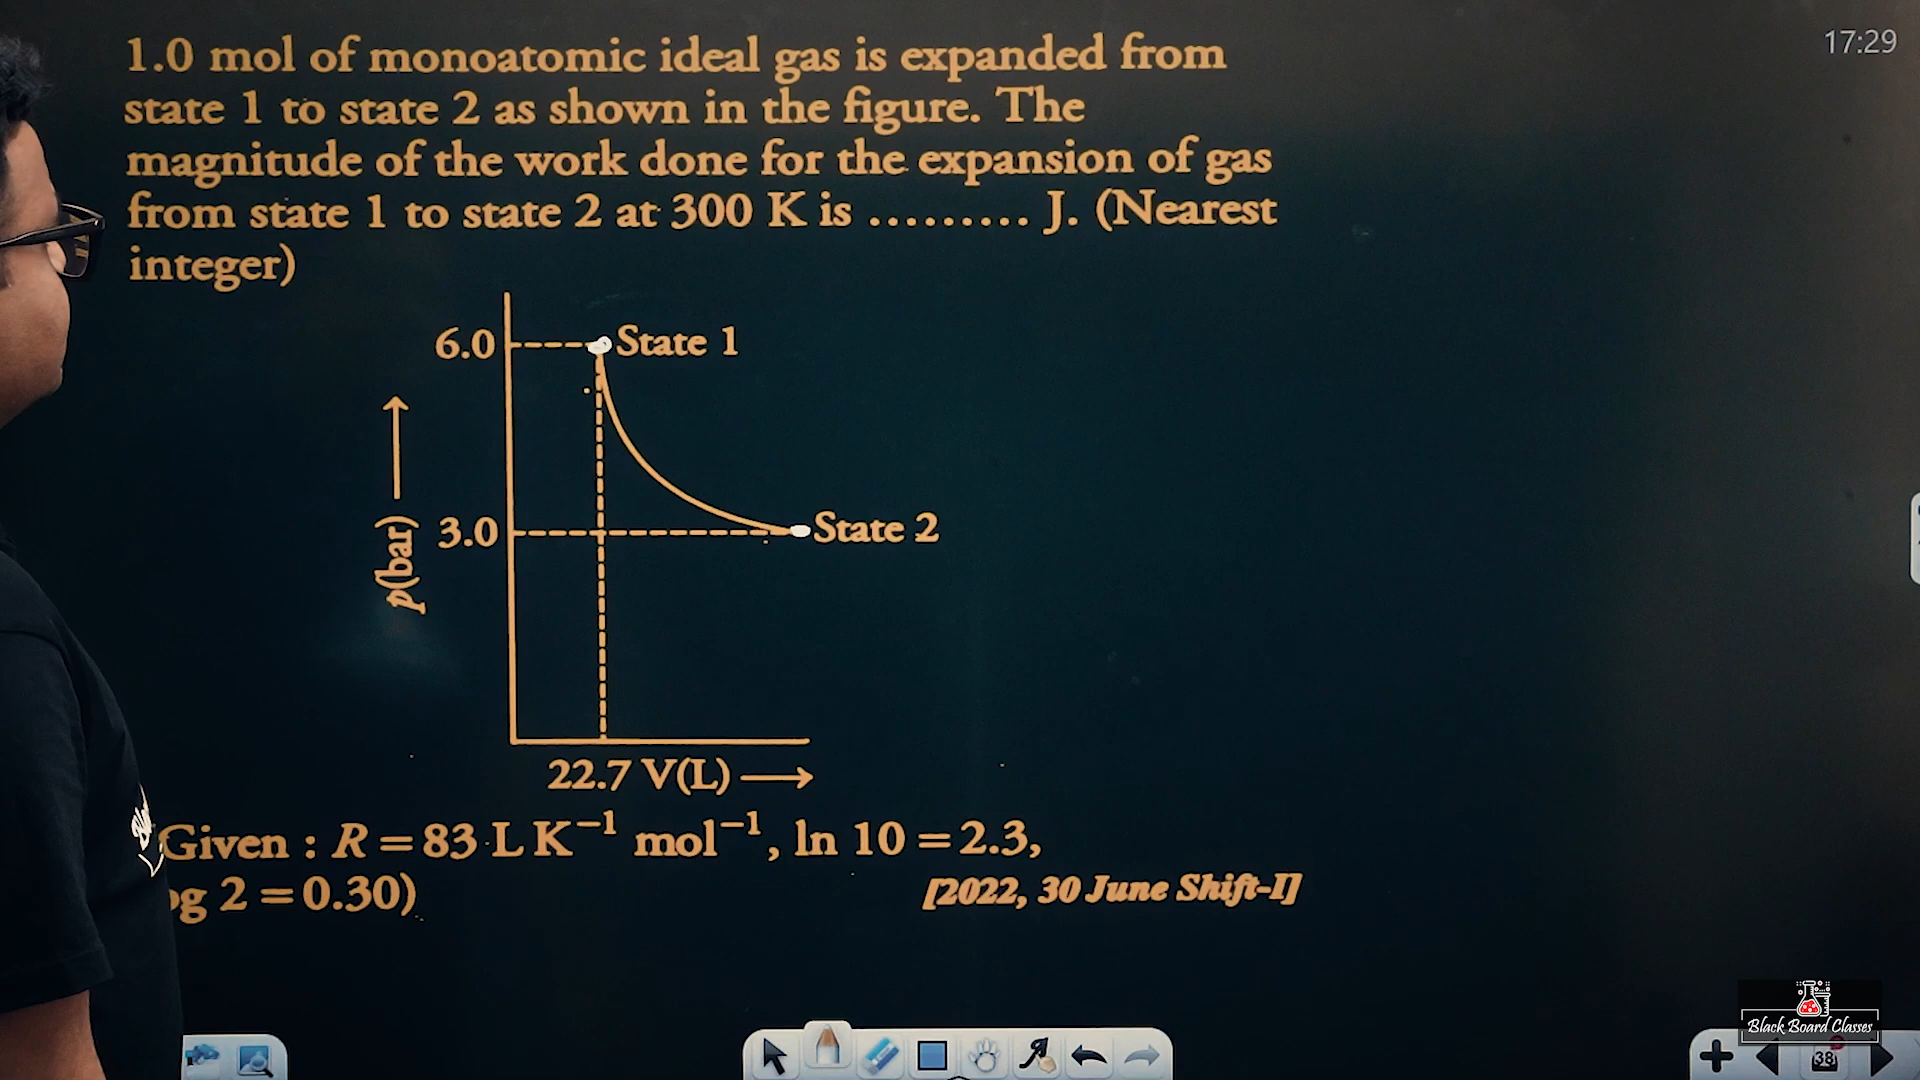 17:29
1.0 mol of monoatomic ideal gas is expanded from
state 1 to state 2 as shown in the figure. The
magnitude of the work done for the expansion of gas
from state 1 to state 2 at 300 K is ......... J. (Nearest
integer)
6.0
State 1
p(bar)
3.0
State 2
22.7 V(L)
Given : R = 83 L K⁻¹ mol⁻¹, ln 10 = 2.3,
og 2 = 0.30)
[2022, 30 June Shift-I]
Black Board Classes
38